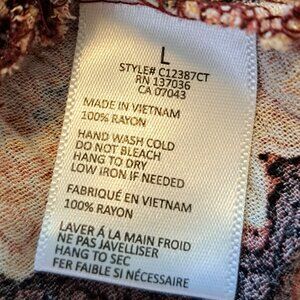 L
STYLE# C12387CT
RN 137036
CA 07043
MADE IN VIETNAM
100% RAYON
HAND WASH COLD
DO NOT BLEACH
HANG TO DRY
LOW IRON IF NEEDED
FABRIQUÉ EN VIETNAM
100% RAYON
LAVER À LA MAIN FROID
NE PAS JAVELLISER
HANG TO SEC
FER FAIBLE SI NÉCESSAIRE